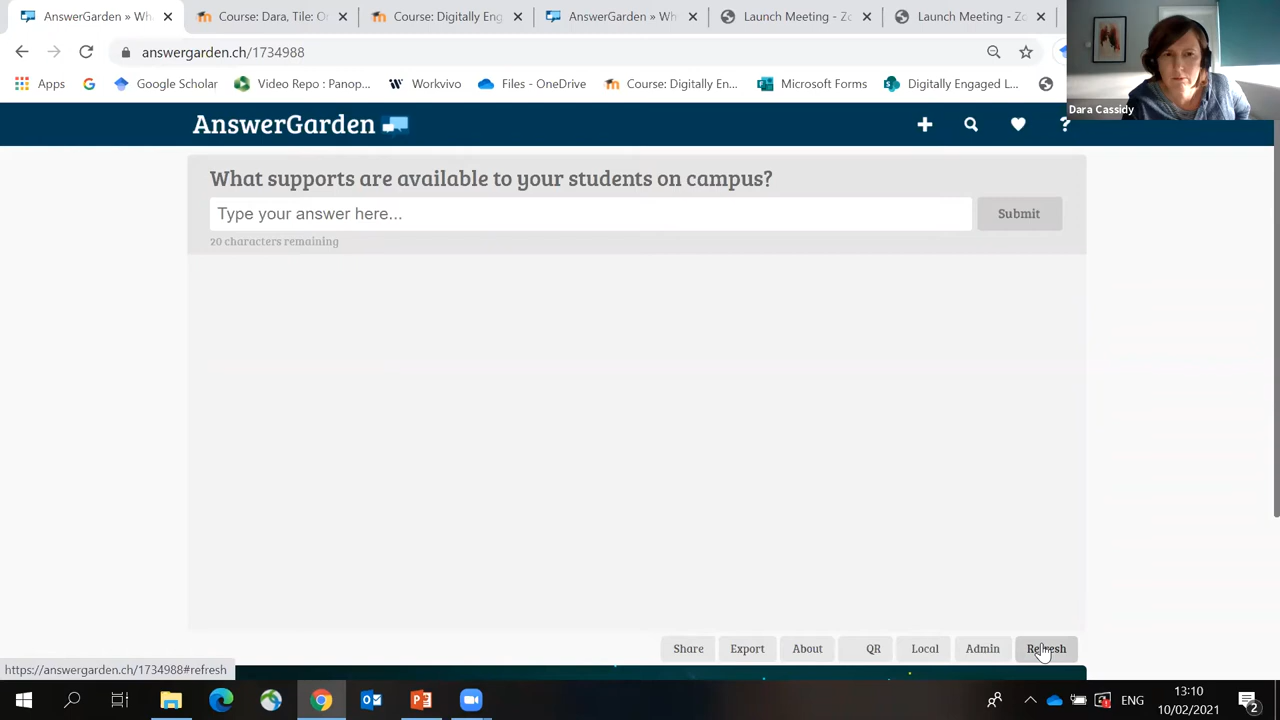 AnswerGarden » Wh
Course: Dara, Tile: O
Course: Digitally Eng
AnswerGarden » Wh
Launch Meeting - Zo
Launch Meeting - Zo
answergarden.ch/1734988
Apps
Google Scholar
Video Repo : Panop...
Workvivo
Files - OneDrive
Course: Digitally En...
Microsoft Forms
Digitally Engaged L...
Dara Cassidy
AnswerGarden
What supports are available to your students on campus?
Type your answer here...
Submit
20 characters remaining
Share
Export
About
QR
Local
Admin
Refresh
https://answergarden.ch/1734988#refresh
ENG
13:10
10/02/2021
2